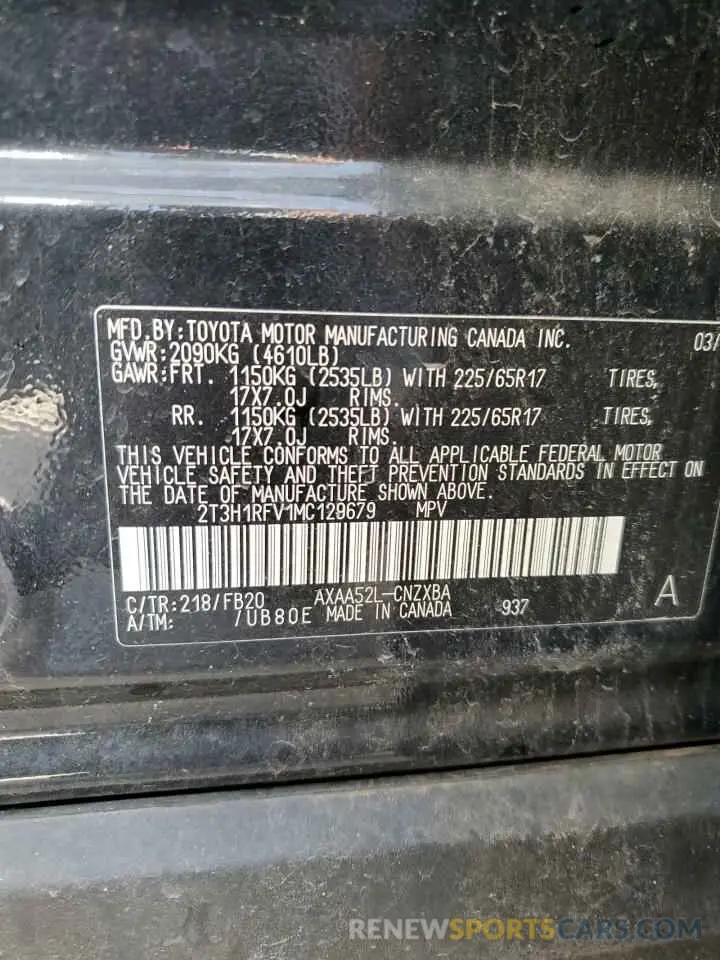 MFD.BY:TOYOTA MOTOR MANUFACTURING CANADA INC. 03/
GVWR:2090KG (4610LB)
GAWR:FRT. 1150KG (2535LB) WITH 225/65R17 TIRES,
17X7.0J RIMS.
RR. 1150KG (2535LB) WITH 225/65R17 TIRES,
17X7.0J RIMS.
THIS VEHICLE CONFORMS TO ALL APPLICABLE FEDERAL MOTOR
VEHICLE SAFETY AND THEFT PREVENTION STANDARDS IN EFFECT ON
THE DATE OF MANUFACTURE SHOWN ABOVE.
2T3H1RFV1MC129679 MPV
C/TR:218/FB20 AXAA52L-CNZXBA
A/TM: /UB80E MADE IN CANADA 937 A
RENEWSPORTSCARS.COM